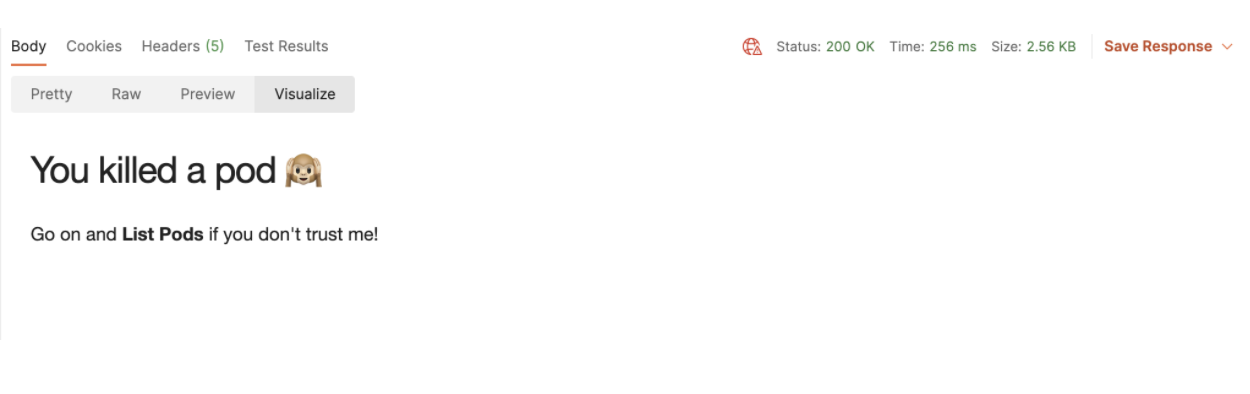 Body Cookies Headers (5) Test Results Status: 200 OK Time: 256 ms Size: 2.56 KB Save Response
Pretty Raw Preview Visualize
You killed a pod 🙉
Go on and List Pods if you don't trust me!